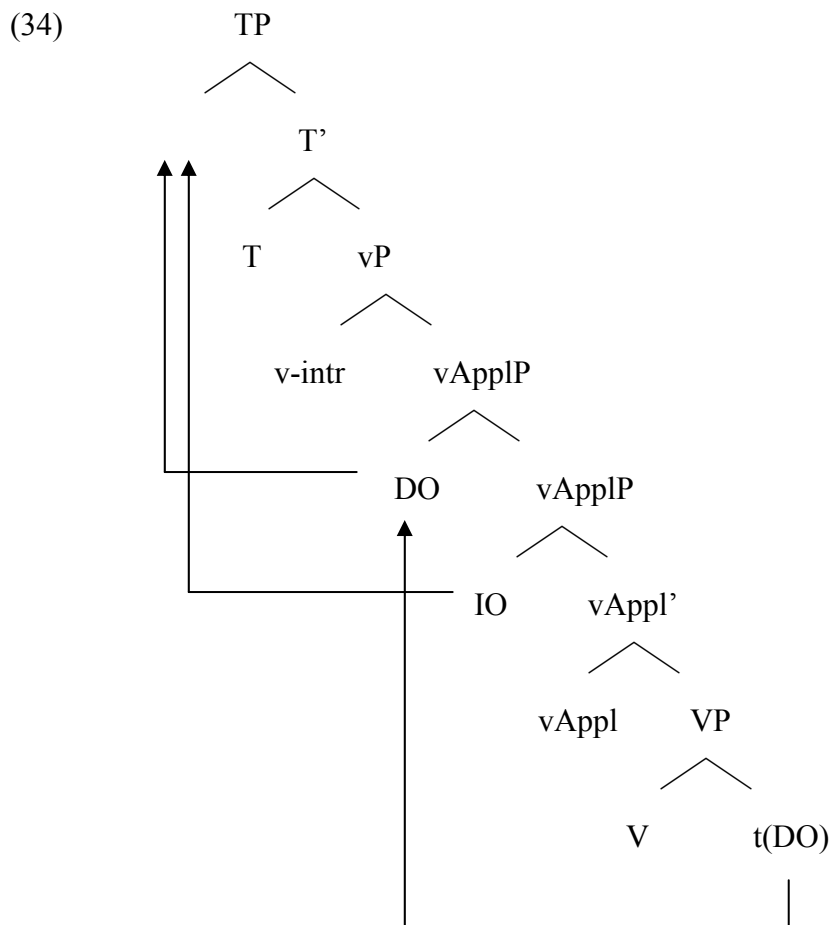 (34) TP
T’
T vP
v-intr vApplP
DO vApplP
IO vAppl’
vAppl VP
V t(DO)